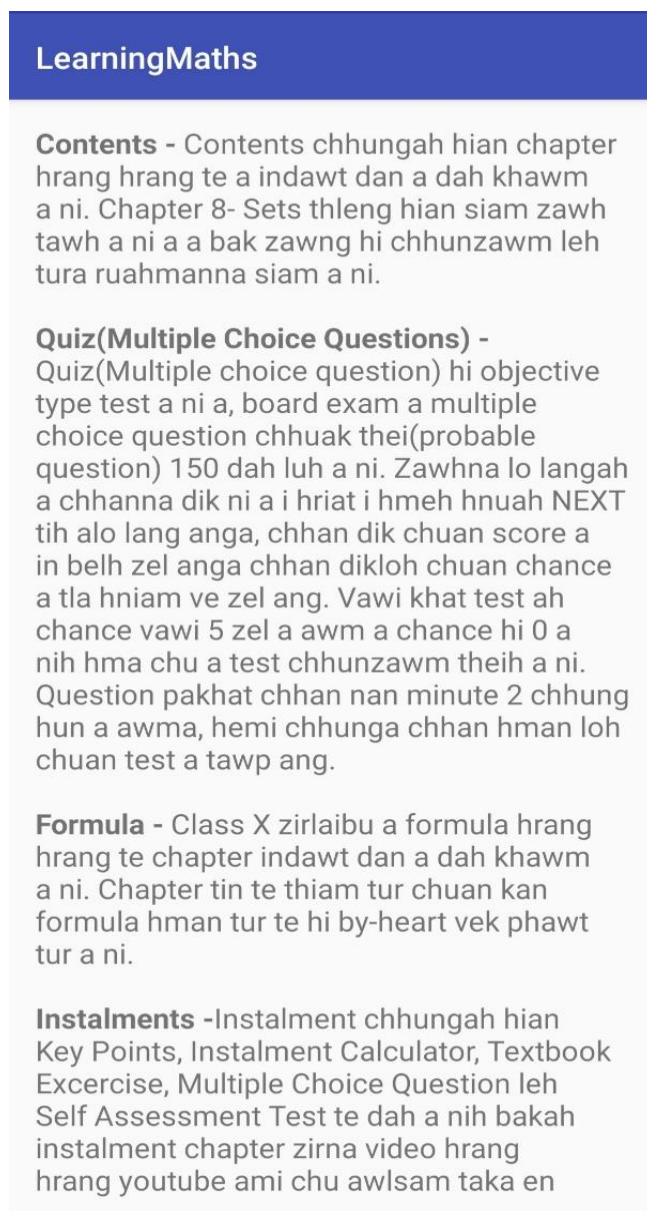 LearningMaths
Contents - Contents chhungah hian chapter
hrang hrang te a indawt dan a dah khawm
a ni. Chapter 8- Sets thleng hian siam zawh
tawh a ni a a bak zawng hi chhunzawm leh
tura ruahmanna siam a ni.
Quiz(Multiple Choice Questions) -
Quiz(Multiple choice question) hi objective
type test a ni a, board exam a multiple
choice question chhuak thei(probable
question) 150 dah luh a ni. Zawhna lo langah
a chhanna dik ni a i hriat i hmeh hnuah NEXT
tih alo lang anga, chhan dik chuan score a
in belh zel anga chhan dikloh chuan chance
a tla hniam ve zel ang. Vawi khat test ah
chance vawi 5 zel a awm a chance hi 0 a
nih hma chu a test chhunzawm theih a ni.
Question pakhat chhan nan minute 2 chhung
hun a awma, hemi chhunga chhan hman loh
chuan test a tawp ang.
Formula - Class X zirlaibu a formula hrang
hrang te chapter indawt dan a dah khawm
a ni. Chapter tin te thiam tur chuan kan
formula hman tur te hi by-heart vek phawt
tur a ni.
Instalments -Instalment chhungah hian
Key Points, Instalment Calculator, Textbook
Excercise, Multiple Choice Question leh
Self Assessment Test te dah a nih bakah
instalment chapter zirna video hrang
hrang youtube ami chu awlsam taka en